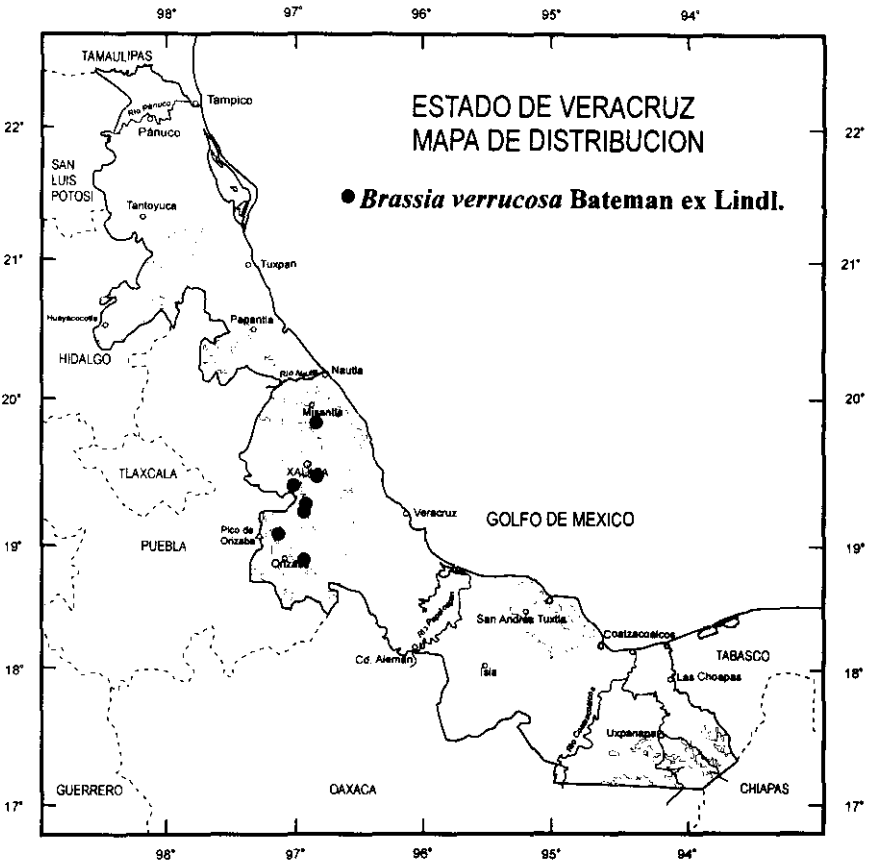 98° 97° 96° 95° 94°
TAMAULIPAS
Río Pánuco
Tampico
Pánuco
ESTADO DE VERACRUZ
MAPA DE DISTRIBUCION
22° 22°
SAN
LUIS
POTOSI
Tantoyuca
Brassia verrucosa Bateman ex Lindl.
21° 21°
Tuxpan
Huayacocotla
Papantla
HIDALGO
Nautla
20° 20°
Misantla
TLAXCALA
XALAPA
Veracruz
GOLFO DE MEXICO
Pico de
Orizaba
PUEBLA
19° 19°
Orizaba
San Andrés Tuxtla
Coatzacoalcos
Cd. Alemán
TABASCO
18° 18°
Isla
Las Choapas
Río Coatzacoalcos
Uxpanapa
GUERRERO
OAXACA
CHIAPAS
17° 17°
98° 97° 96° 95° 94°